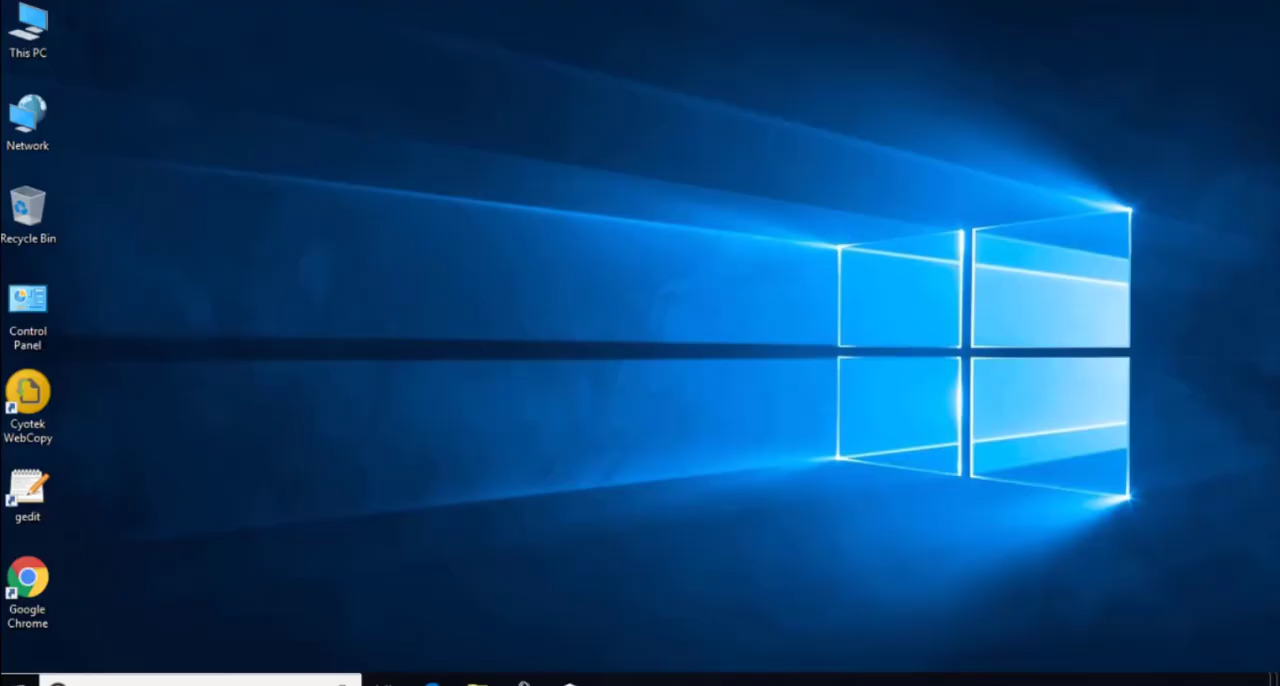 This PC
Network
Recycle Bin
Control
Panel
Cyotek
WebCopy
gedit
Google
Chrome